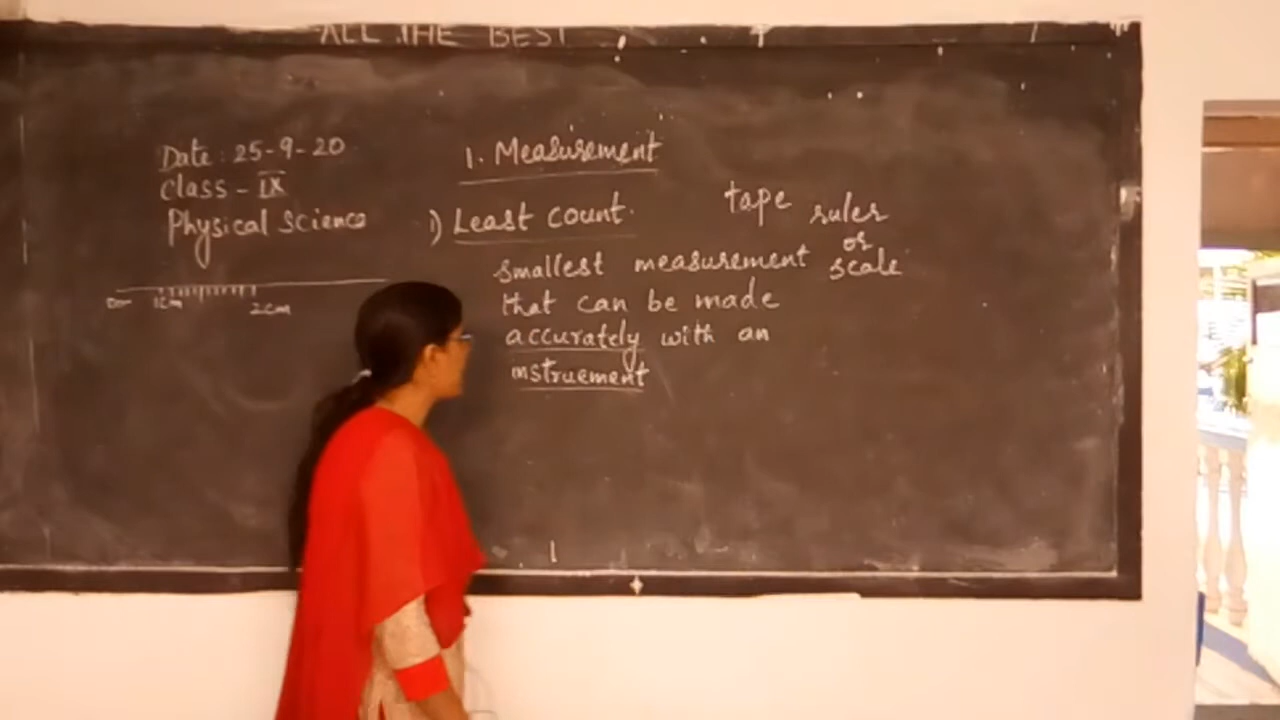 ALL THE BEST
Date: 25-9-20
Class - IX
Physical Science
1cm
2cm
1. Measurement
1) Least count.
smallest measurement
that can be made
accurately with an
instruement
tape
ruler
or
scale